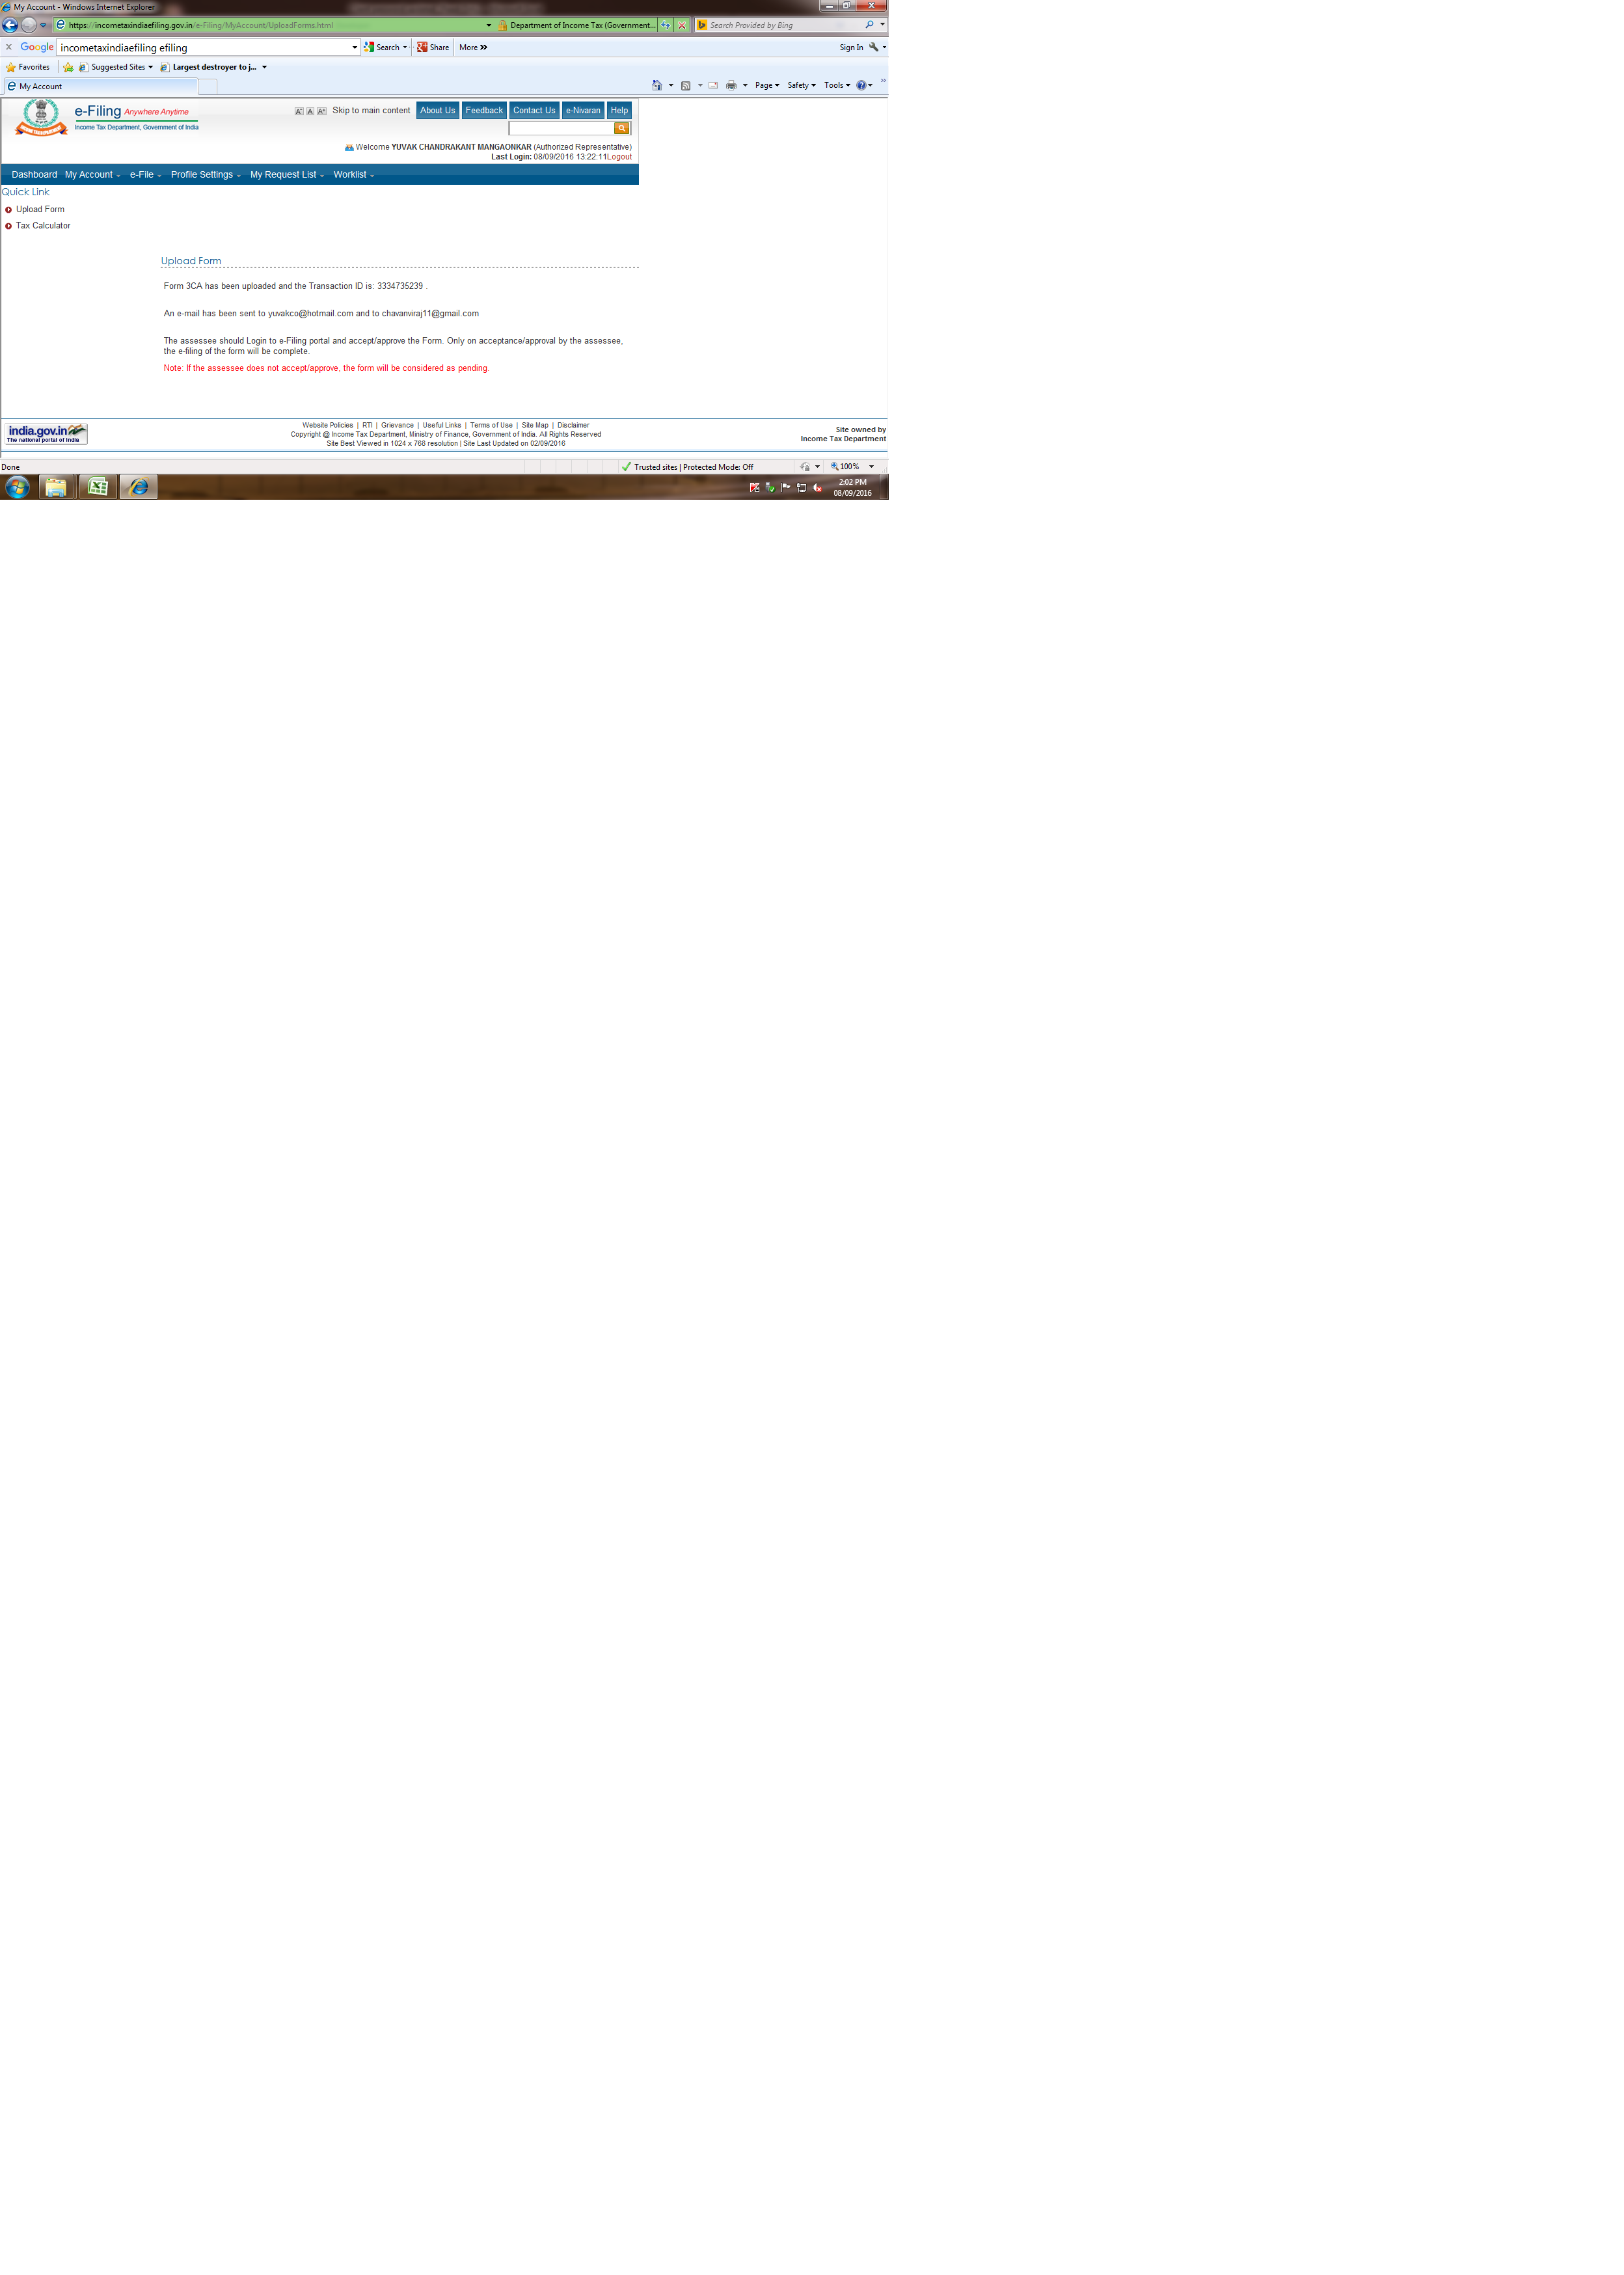 My Account - Windows Internet Explorer
https://incometaxindiaefiling.gov.in/e-Filing/MyAccount/UploadForms.html
Department of Income Tax (Government...
Search Provided by Bing
x Google incometaxindiaefiling efiling Search Share More »
Sign In
Favorites Suggested Sites Largest destroyer to j...
My Account
Page Safety Tools
e-Filing Anywhere Anytime
Income Tax Department, Government of India
A- A A+ Skip to main content About Us Feedback Contact Us e-Nivaran Help
Welcome YUVAK CHANDRAKANT MANGAONKAR (Authorized Representative)
Last Login: 08/09/2016 13:22:11Logout
Dashboard My Account e-File Profile Settings My Request List Worklist
Quick Link
Upload Form
Tax Calculator
Upload Form
Form 3CA has been uploaded and the Transaction ID is: 3334735239 .
An e-mail has been sent to yuvakco@hotmail.com and to chavanviraj11@gmail.com
The assessee should Login to e-Filing portal and accept/approve the Form. Only on acceptance/approval by the assessee,
the e-filing of the form will be complete.
Note: If the assessee does not accept/approve, the form will be considered as pending.
india.gov.in
The national portal of India
Website Policies | RTI | Grievance | Useful Links | Terms of Use | Site Map | Disclaimer
Copyright @ Income Tax Department, Ministry of Finance, Government of India. All Rights Reserved
Site Best Viewed in 1024 x 768 resolution | Site Last Updated on 02/09/2016
Site owned by
Income Tax Department
Done
Trusted sites | Protected Mode: Off
100%
2:02 PM
08/09/2016